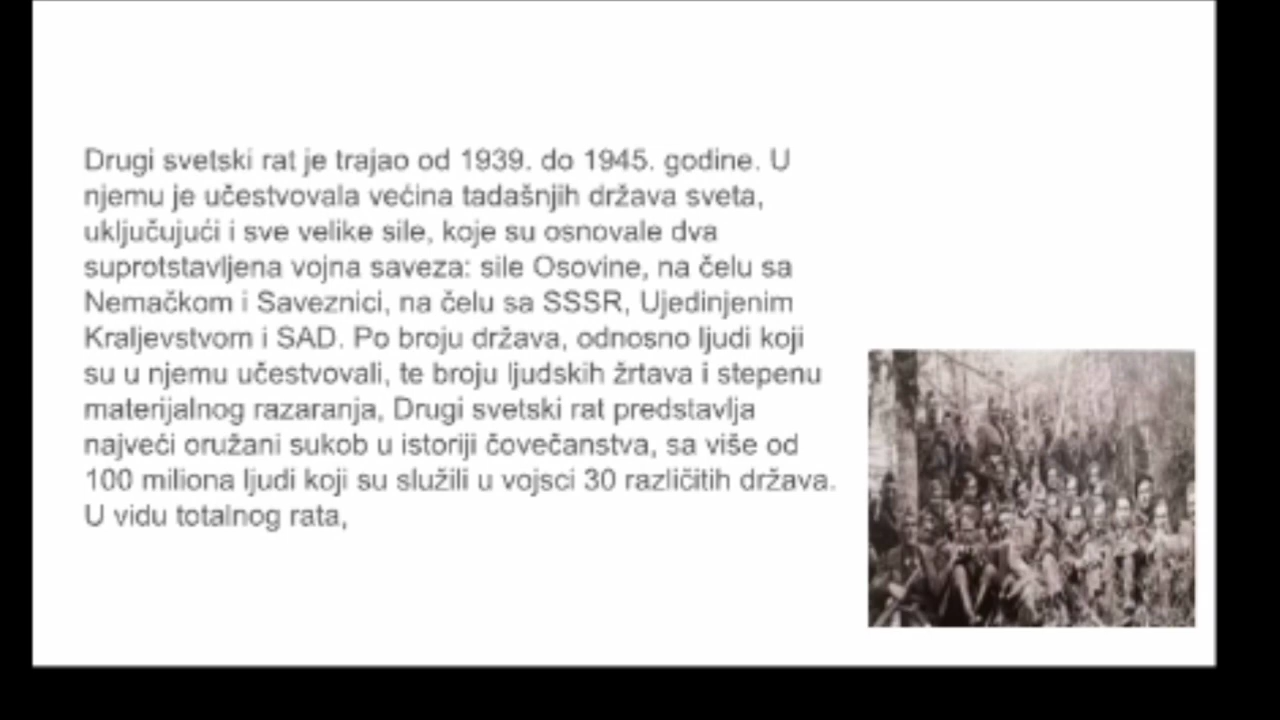 Drugi svetski rat je trajao od 1939. do 1945. godine. U
njemu je učestvovala većina tadašnjih država sveta,
uključujući i sve velike sile, koje su osnovale dva
suprotstavljena vojna saveza: sile Osovine, na čelu sa
Nemačkom i Saveznici, na čelu sa SSSR, Ujedinjenim
Kraljevstvom i SAD. Po broju država, odnosno ljudi koji
su u njemu učestvovali, te broju ljudskih žrtava i stepenu
materijalnog razaranja, Drugi svetski rat predstavlja
najveći oružani sukob u istoriji čovečanstva, sa više od
100 miliona ljudi koji su služili u vojsci 30 različitih država.
U vidu totalnog rata,